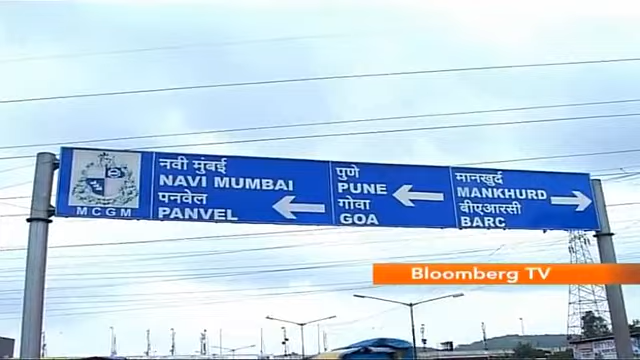 MCGM
नवी मुंबई
NAVI MUMBAI
पनवेल
PANVEL
पुणे
PUNE
गोवा
GOA
मानखुर्द
MANKHURD
बीएआरसी
BARC
Bloomberg TV